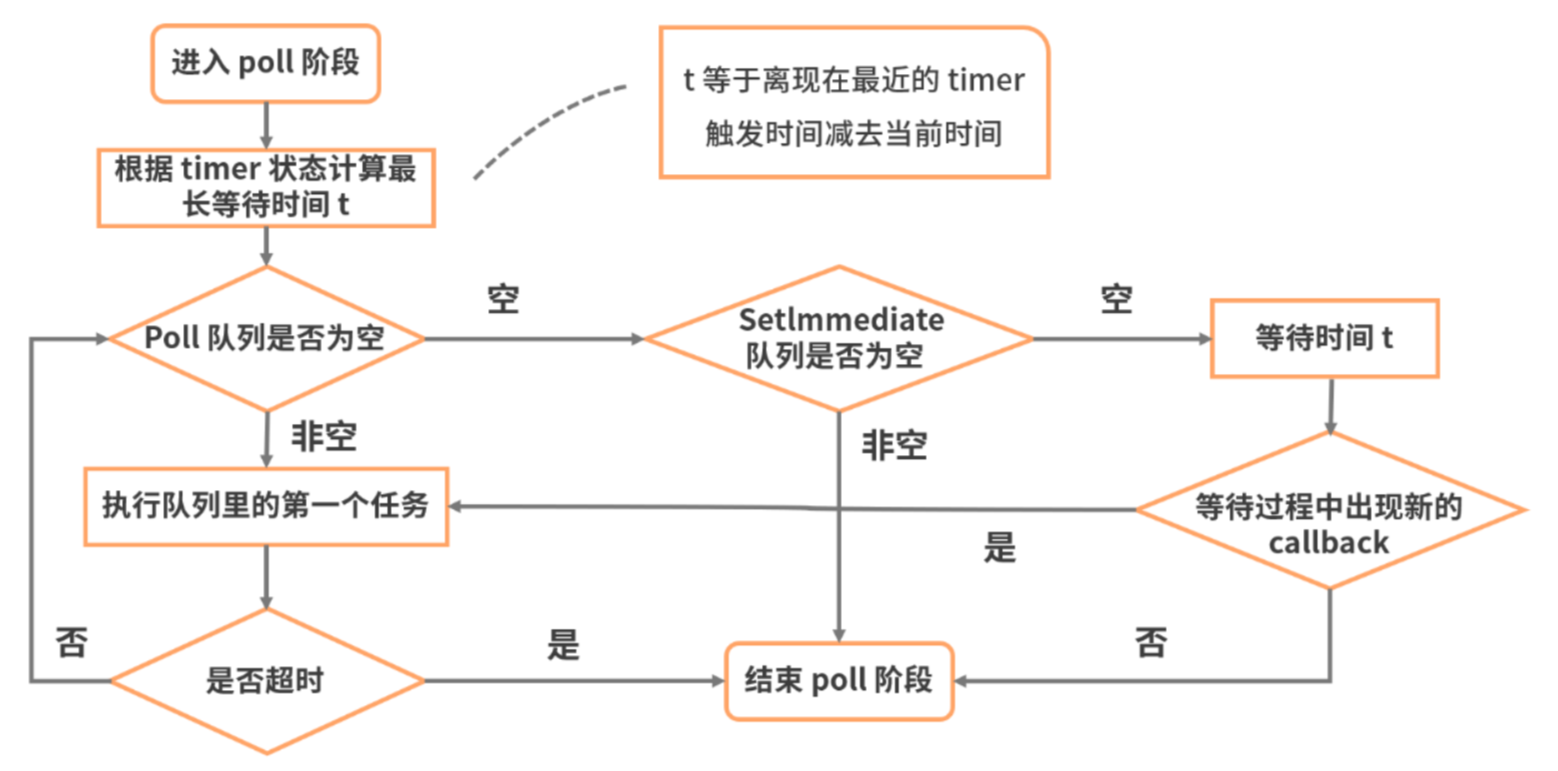 进入 poll 阶段
t 等于离现在最近的 timer
触发时间减去当前时间
根据 timer 状态计算最
长等待时间 t
Poll 队列是否为空
空
Setlmmediate
队列是否为空
空
等待时间 t
非空
非空
执行队列里的第一个任务
等待过程中出现新的
callback
是
否
是否超时
是
结束 poll 阶段
否